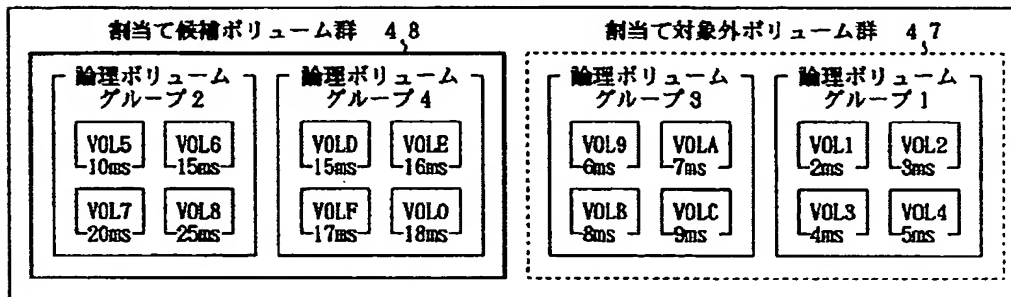 割当て候補ボリューム群 48
割当て対象外ボリューム群 47
論理ボリューム
グループ2
論理ボリューム
グループ4
論理ボリューム
グループ3
論理ボリューム
グループ1
VOL5 VOL6 VOLD VOLE VOL9 VOLA VOL1 VOL2
10ms 15ms 15ms 16ms 6ms 7ms 2ms 3ms
VOL7 VOL8 VOLF VOLO VOLB VOLC VOL3 VOL4
20ms 25ms 17ms 18ms 8ms 9ms 4ms 5ms